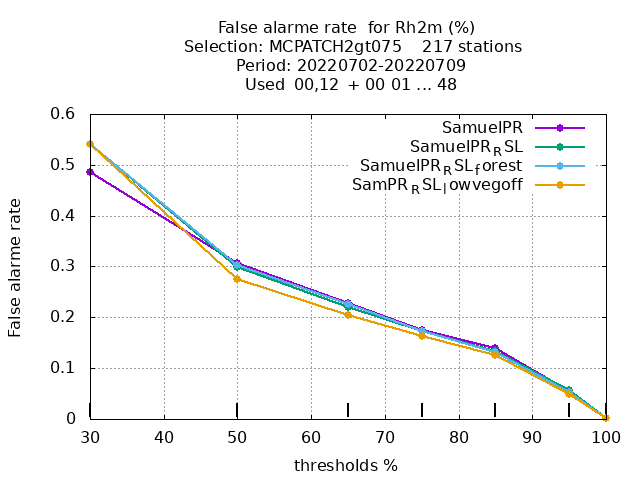 False alarme rate  for Rh2m (%)
Selection: MCPATCH2gt075    217 stations
Period: 20220702-20220709
Used  00,12  + 00 01 ... 48
False alarme rate
0.6
0.5
0.4
0.3
0.2
0.1
0
SamuelPR
SamuelPR_RSL
SamuelPR_RSL_forest
SamPR_RSL_lowvegoff
30 40 50 60 70 80 90 100
thresholds %